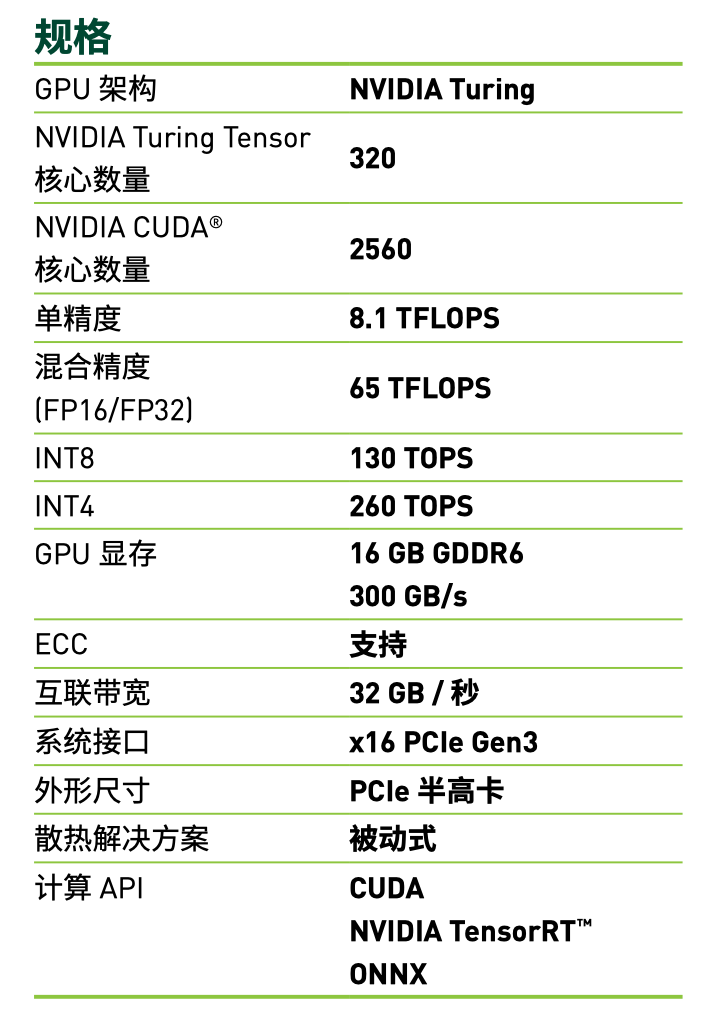 规格
GPU 架构 NVIDIA Turing
NVIDIA Turing Tensor
核心数量 320
NVIDIA CUDA®
核心数量 2560
单精度 8.1 TFLOPS
混合精度
(FP16/FP32) 65 TFLOPS
INT8 130 TOPS
INT4 260 TOPS
GPU 显存 16 GB GDDR6
300 GB/s
ECC 支持
互联带宽 32 GB / 秒
系统接口 x16 PCIe Gen3
外形尺寸 PCIe 半高卡
散热解决方案 被动式
计算 API CUDA
NVIDIA TensorRT™
ONNX